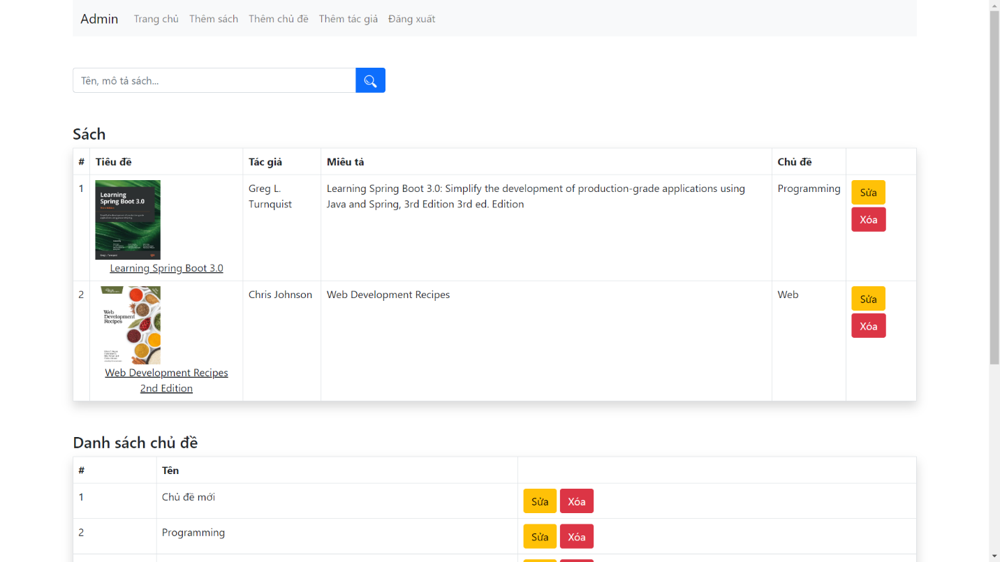 Admin Trang chủ Thêm sách Thêm chủ đề Thêm tác giả Đăng xuất
Tên, mô tả sách...
Sách
# Tiêu đề Tác giả Miêu tả Chủ đề
1
Learning
Spring Boot 3.0
Learning Spring Boot 3.0
Greg L.
Turnquist
Learning Spring Boot 3.0: Simplify the development of production-grade applications using
Java and Spring, 3rd Edition 3rd ed. Edition
Programming
Sửa
Xóa
2
Web
Development
Recipes
Web Development Recipes
2nd Edition
Chris Johnson
Web Development Recipes
Web
Sửa
Xóa
Danh sách chủ đề
# Tên
1 Chủ đề mới Sửa Xóa
2 Programming Sửa Xóa